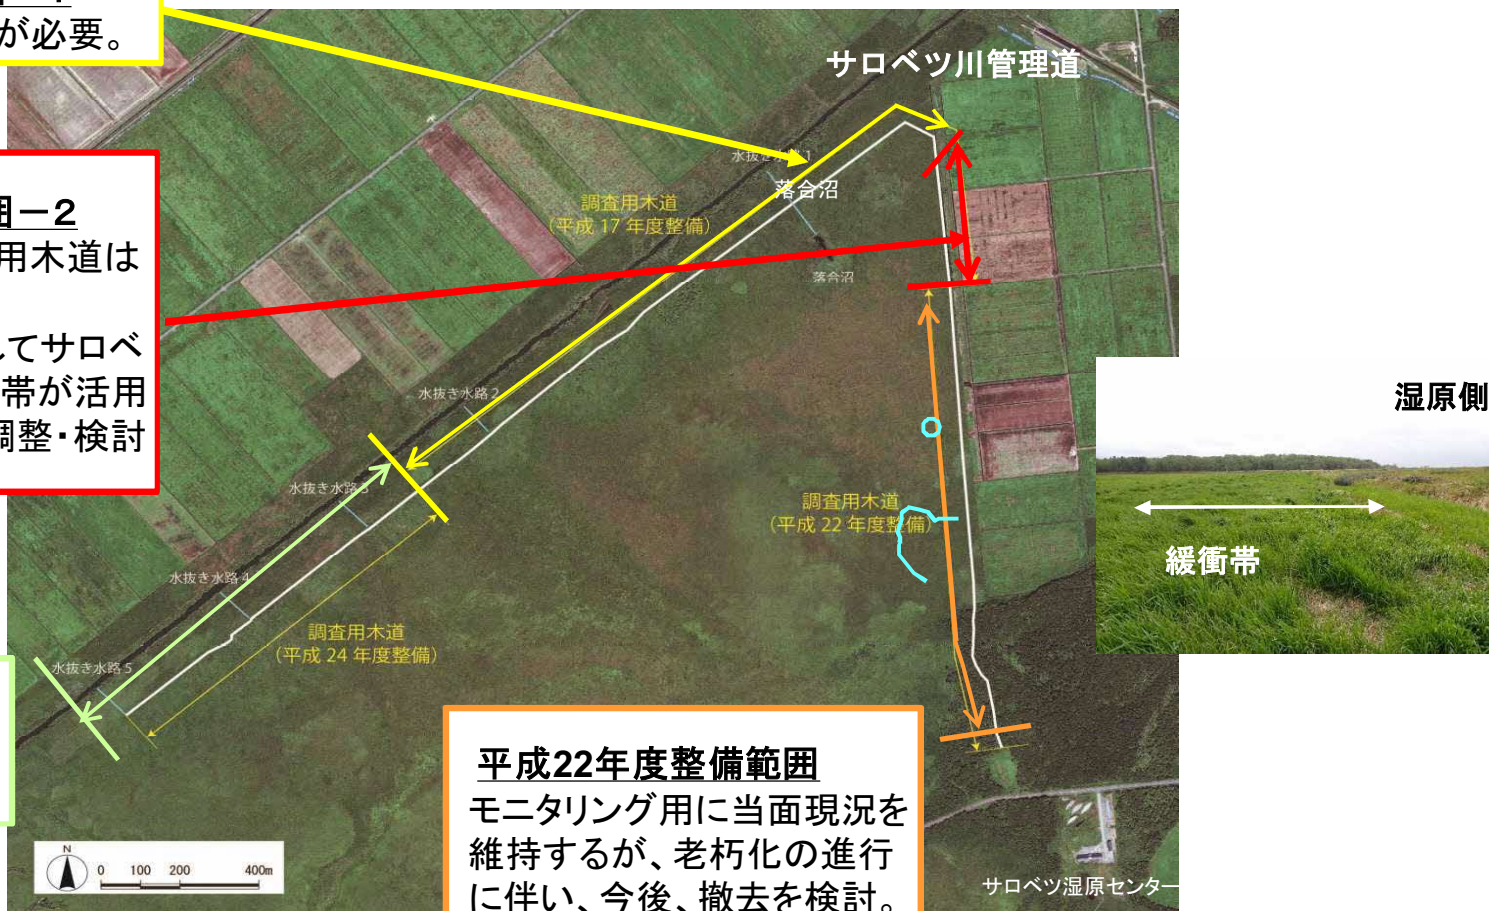 が必要。
サロベツ川管理道
水抜き水路 1
落合沼
調査用木道
(平成 17 年度整備)
落合沼
囲－2
用木道は
してサロベ
帯が活用
調整・検討
水抜き水路 2
水抜き水路 3
水抜き水路 4
水抜き水路 5
調査用木道
(平成 24 年度整備)
調査用木道
(平成 22 年度整備)
湿原側
緩衝帯
平成22年度整備範囲
モニタリング用に当面現況を
維持するが、老朽化の進行
に伴い、今後、撤去を検討。
サロベツ湿原センター
N
0 100 200 400m